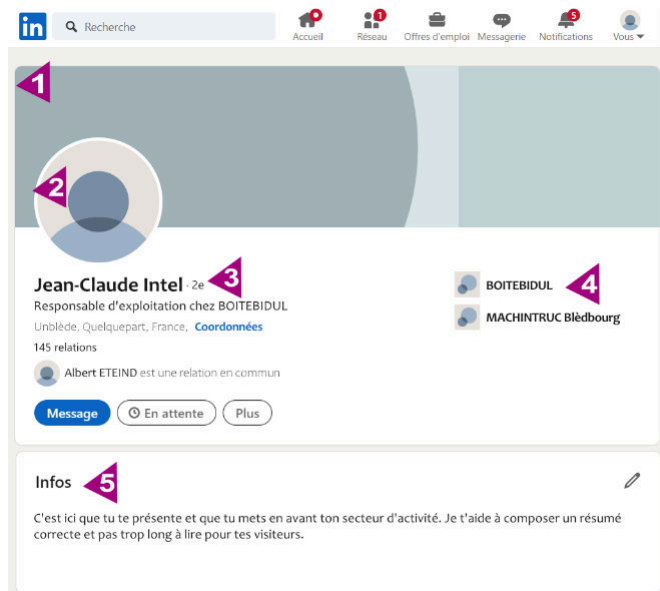 in Recherche
1 5
Accueil Réseau Offres d'emploi Messagerie Notifications Vous
1
2
Jean-Claude Intel · 2e 3
Responsable d'exploitation chez BOITEBIDUL
Unblède, Quelquepart, France, Coordonnées
145 relations
Albert ETEIND est une relation en commun
Message En attente Plus
BOITEBIDUL 4
MACHINTRUC Blèdbourg
Infos 5
C'est ici que tu te présente et que tu mets en avant ton secteur d'activité. Je t'aide à composer un résumé
correcte et pas trop long à lire pour tes visiteurs.